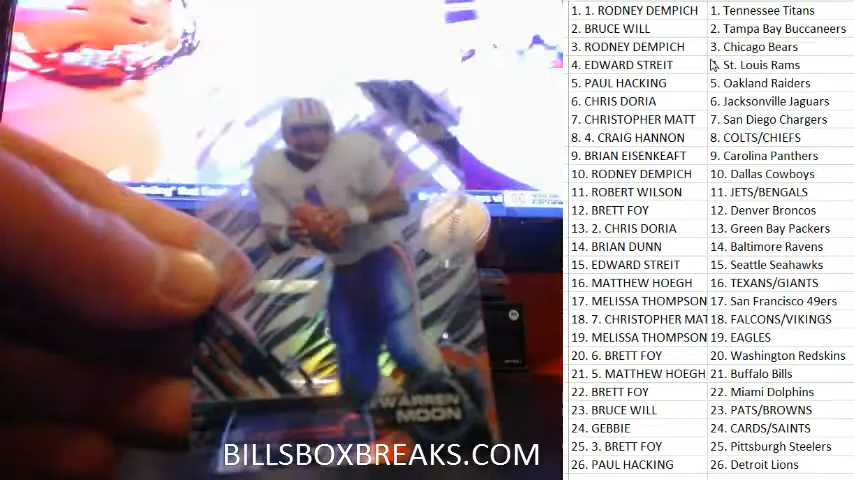 WARREN
MOON
BILLSBOXBREAKS.COM
1. 1. RODNEY DEMPICH 1. Tennessee Titans
2. BRUCE WILL 2. Tampa Bay Buccaneers
3. RODNEY DEMPICH 3. Chicago Bears
4. EDWARD STREIT St. Louis Rams
5. PAUL HACKING 5. Oakland Raiders
6. CHRIS DORIA 6. Jacksonville Jaguars
7. CHRISTOPHER MATT 7. San Diego Chargers
8. 4. CRAIG HANNON 8. COLTS/CHIEFS
9. BRIAN EISENKEAFT 9. Carolina Panthers
10. RODNEY DEMPICH 10. Dallas Cowboys
11. ROBERT WILSON 11. JETS/BENGALS
12. BRETT FOY 12. Denver Broncos
13. 2. CHRIS DORIA 13. Green Bay Packers
14. BRIAN DUNN 14. Baltimore Ravens
15. EDWARD STREIT 15. Seattle Seahawks
16. MATTHEW HOEGH 16. TEXANS/GIANTS
17. MELISSA THOMPSON 17. San Francisco 49ers
18. 7. CHRISTOPHER MAT 18. FALCONS/VIKINGS
19. MELISSA THOMPSON 19. EAGLES
20. 6. BRETT FOY 20. Washington Redskins
21. 5. MATTHEW HOEGH 21. Buffalo Bills
22. BRETT FOY 22. Miami Dolphins
23. BRUCE WILL 23. PATS/BROWNS
24. GEBBIE 24. CARDS/SAINTS
25. 3. BRETT FOY 25. Pittsburgh Steelers
26. PAUL HACKING 26. Detroit Lions